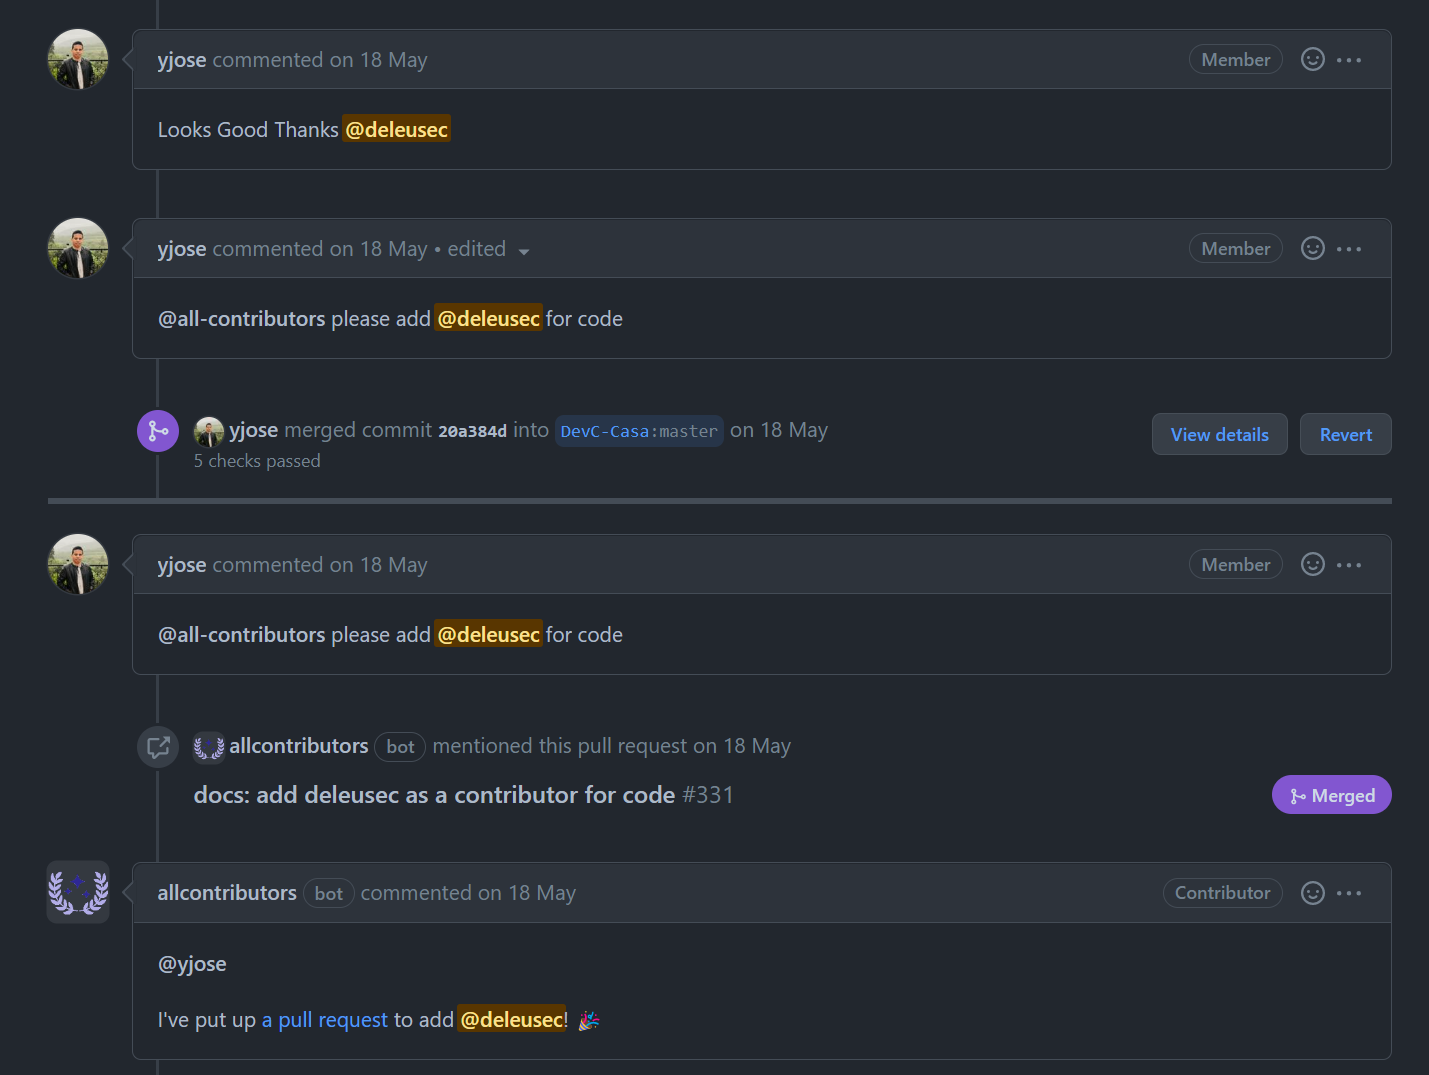 yjose commented on 18 May Member
Looks Good Thanks @deleusec
yjose commented on 18 May • edited Member
@all-contributors please add @deleusec for code
yjose merged commit 20a384d into DevC-Casa:master on 18 May View details Revert
5 checks passed
yjose commented on 18 May Member
@all-contributors please add @deleusec for code
allcontributors bot mentioned this pull request on 18 May
docs: add deleusec as a contributor for code #331 Merged
allcontributors bot commented on 18 May Contributor
@yjose
I've put up a pull request to add @deleusec! 🎉